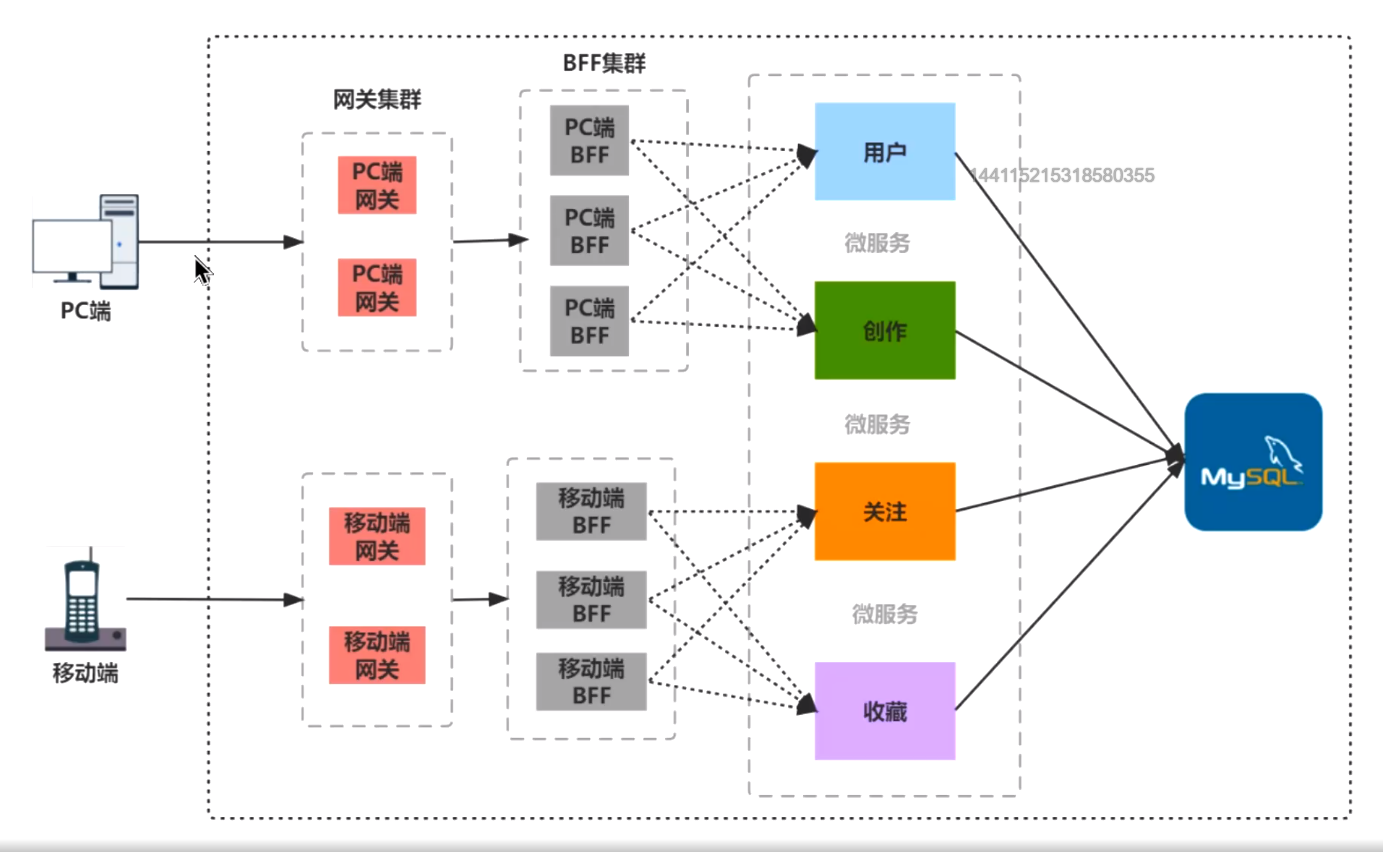 BFF集群
网关集群
PC端
BFF
PC端
网关
PC端
BFF
PC端
网关
PC端
BFF
PC端
用户
144115215318580355
微服务
创作
微服务
MySQL
移动端
网关
移动端
BFF
关注
移动端
BFF
微服务
移动端
网关
移动端
BFF
移动端
收藏